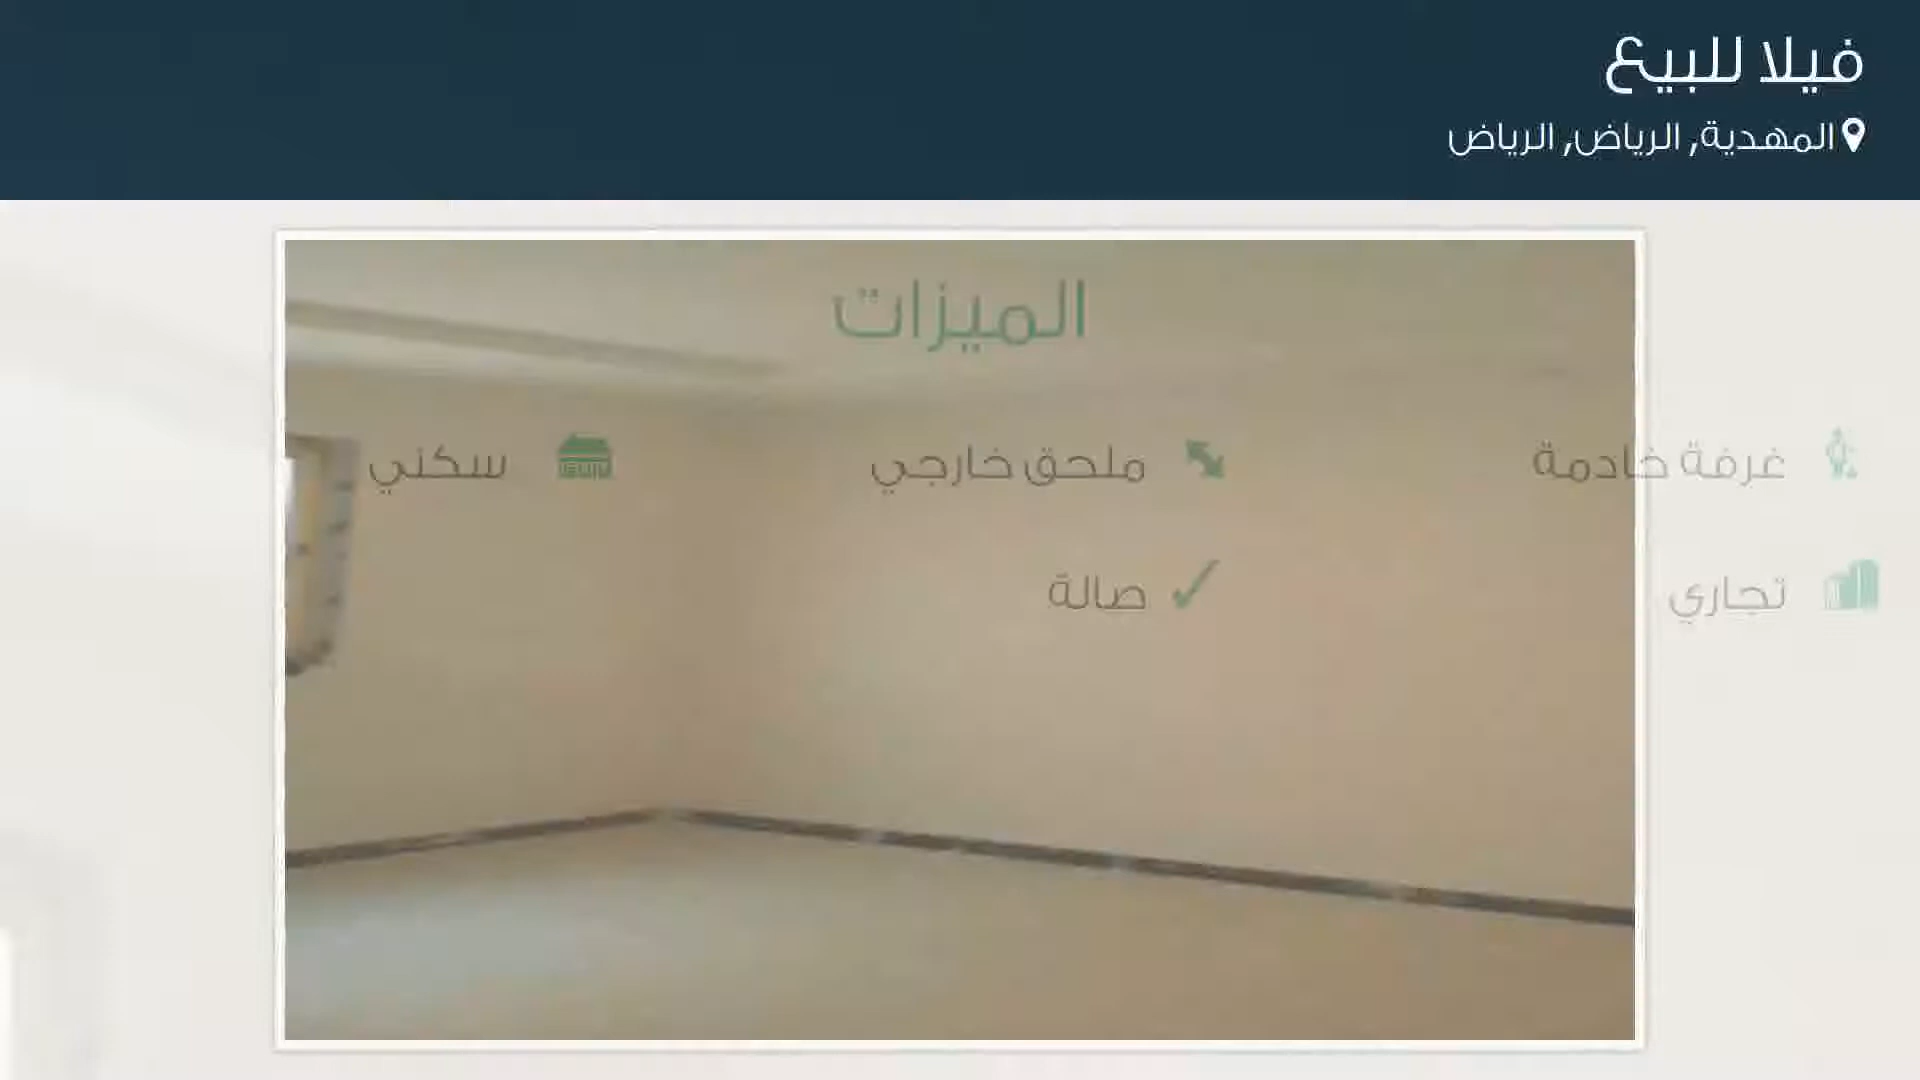 فيلا للبيع
المهدية, الرياض, الرياض
الميزات
غرفة خادمة
ملحق خارجي
سكني
تجاري
صالة